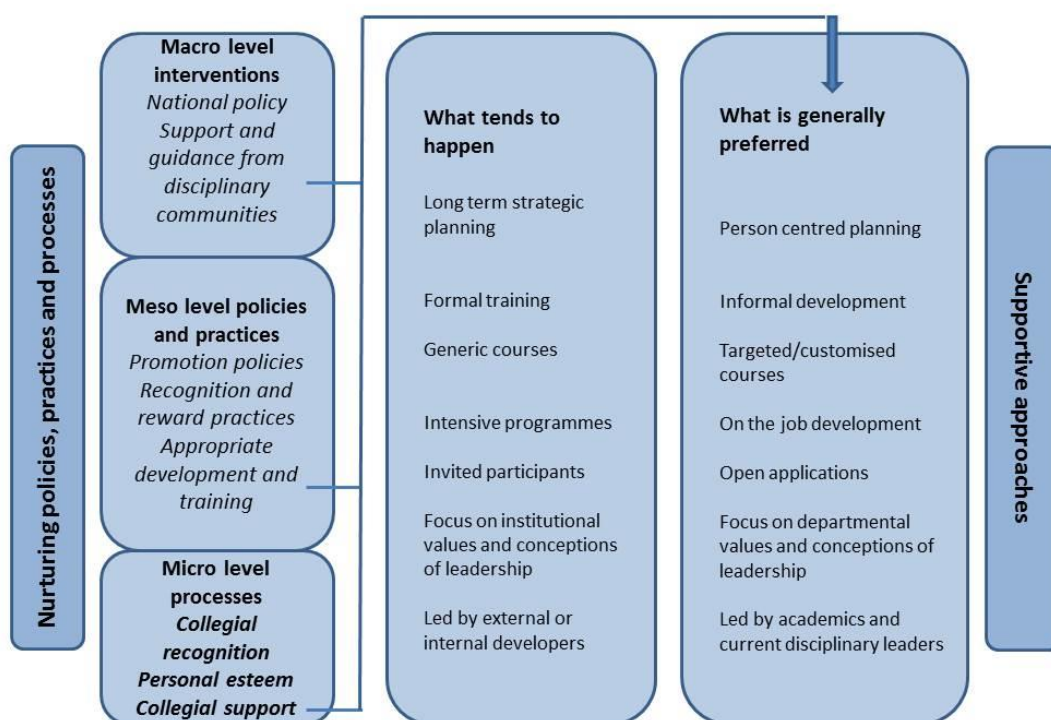 Nurturing policies, practices and processes
Macro level
interventions
National policy
Support and
guidance from
disciplinary
communities
Meso level policies
and practices
Promotion policies
Recognition and
reward practices
Appropriate
development and
training
Micro level
processes
Collegial
recognition
Personal esteem
Collegial support
What tends to
happen
Long term strategic
planning
Formal training
Generic courses
Intensive programmes
Invited participants
Focus on institutional
values and conceptions
of leadership
Led by external or
internal developers
What is generally
preferred
Person centred planning
Informal development
Targeted/customised
courses
On the job development
Open applications
Focus on departmental
values and conceptions of
leadership
Led by academics and
current disciplinary leaders
Supportive approaches